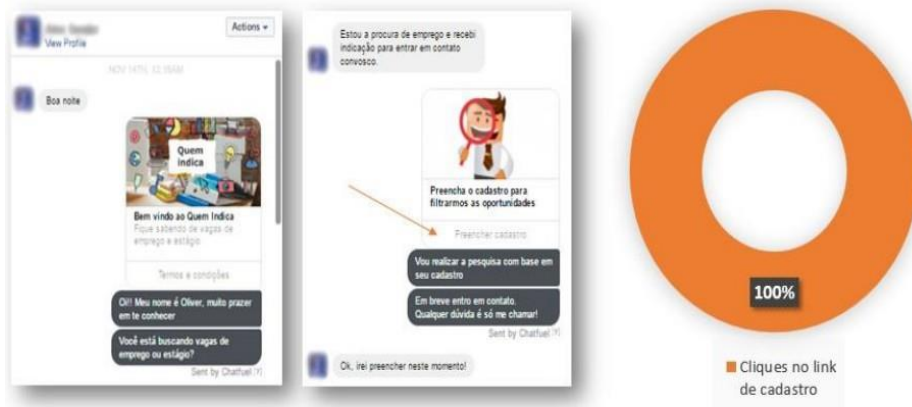 View Profile
Actions
Boa noite
Quem
indica
Bem vindo ao Quem Indica
Fique sabendo de vagas de
emprego e estágio
Termos e condições
Oi!! Meu nome é Oliver, muito prazer
em te conhecer
Você está buscando vagas de
emprego ou estágio?
Sent by Chatfuel
Estou a procura de emprego e recebi
indicação para entrar em contato
convosco.
Preencha o cadastro para
filtrarmos as oportunidades
Preencher cadastro
Vou realizar a pesquisa com base em
seu cadastro
Em breve entro em contato.
Qualquer dúvida é só me chamar!
Sent by Chatfuel
Ok, irei preencher neste momento!
100%
Cliques no link
de cadastro